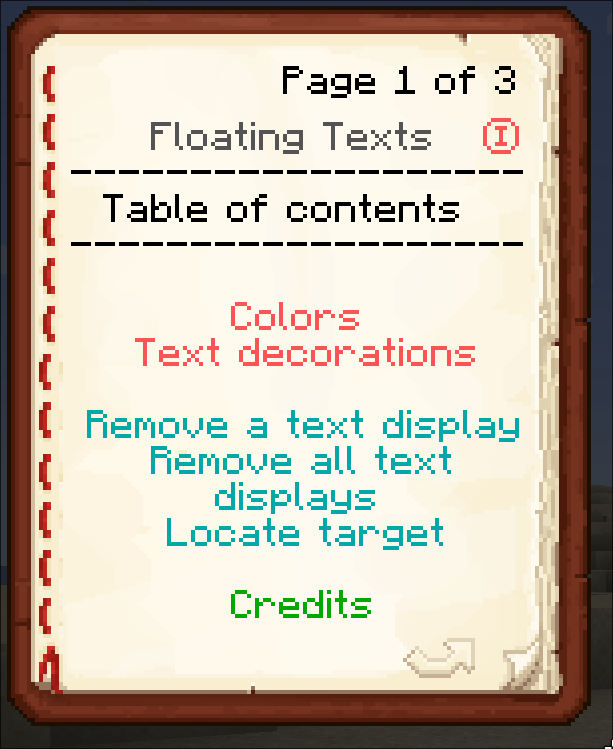 Page 1 of 3
Floating Texts Ⓘ
--------------------
Table of contents
--------------------
Colors
Text decorations
Remove a text display
Remove all text
displays
Locate target
Credits